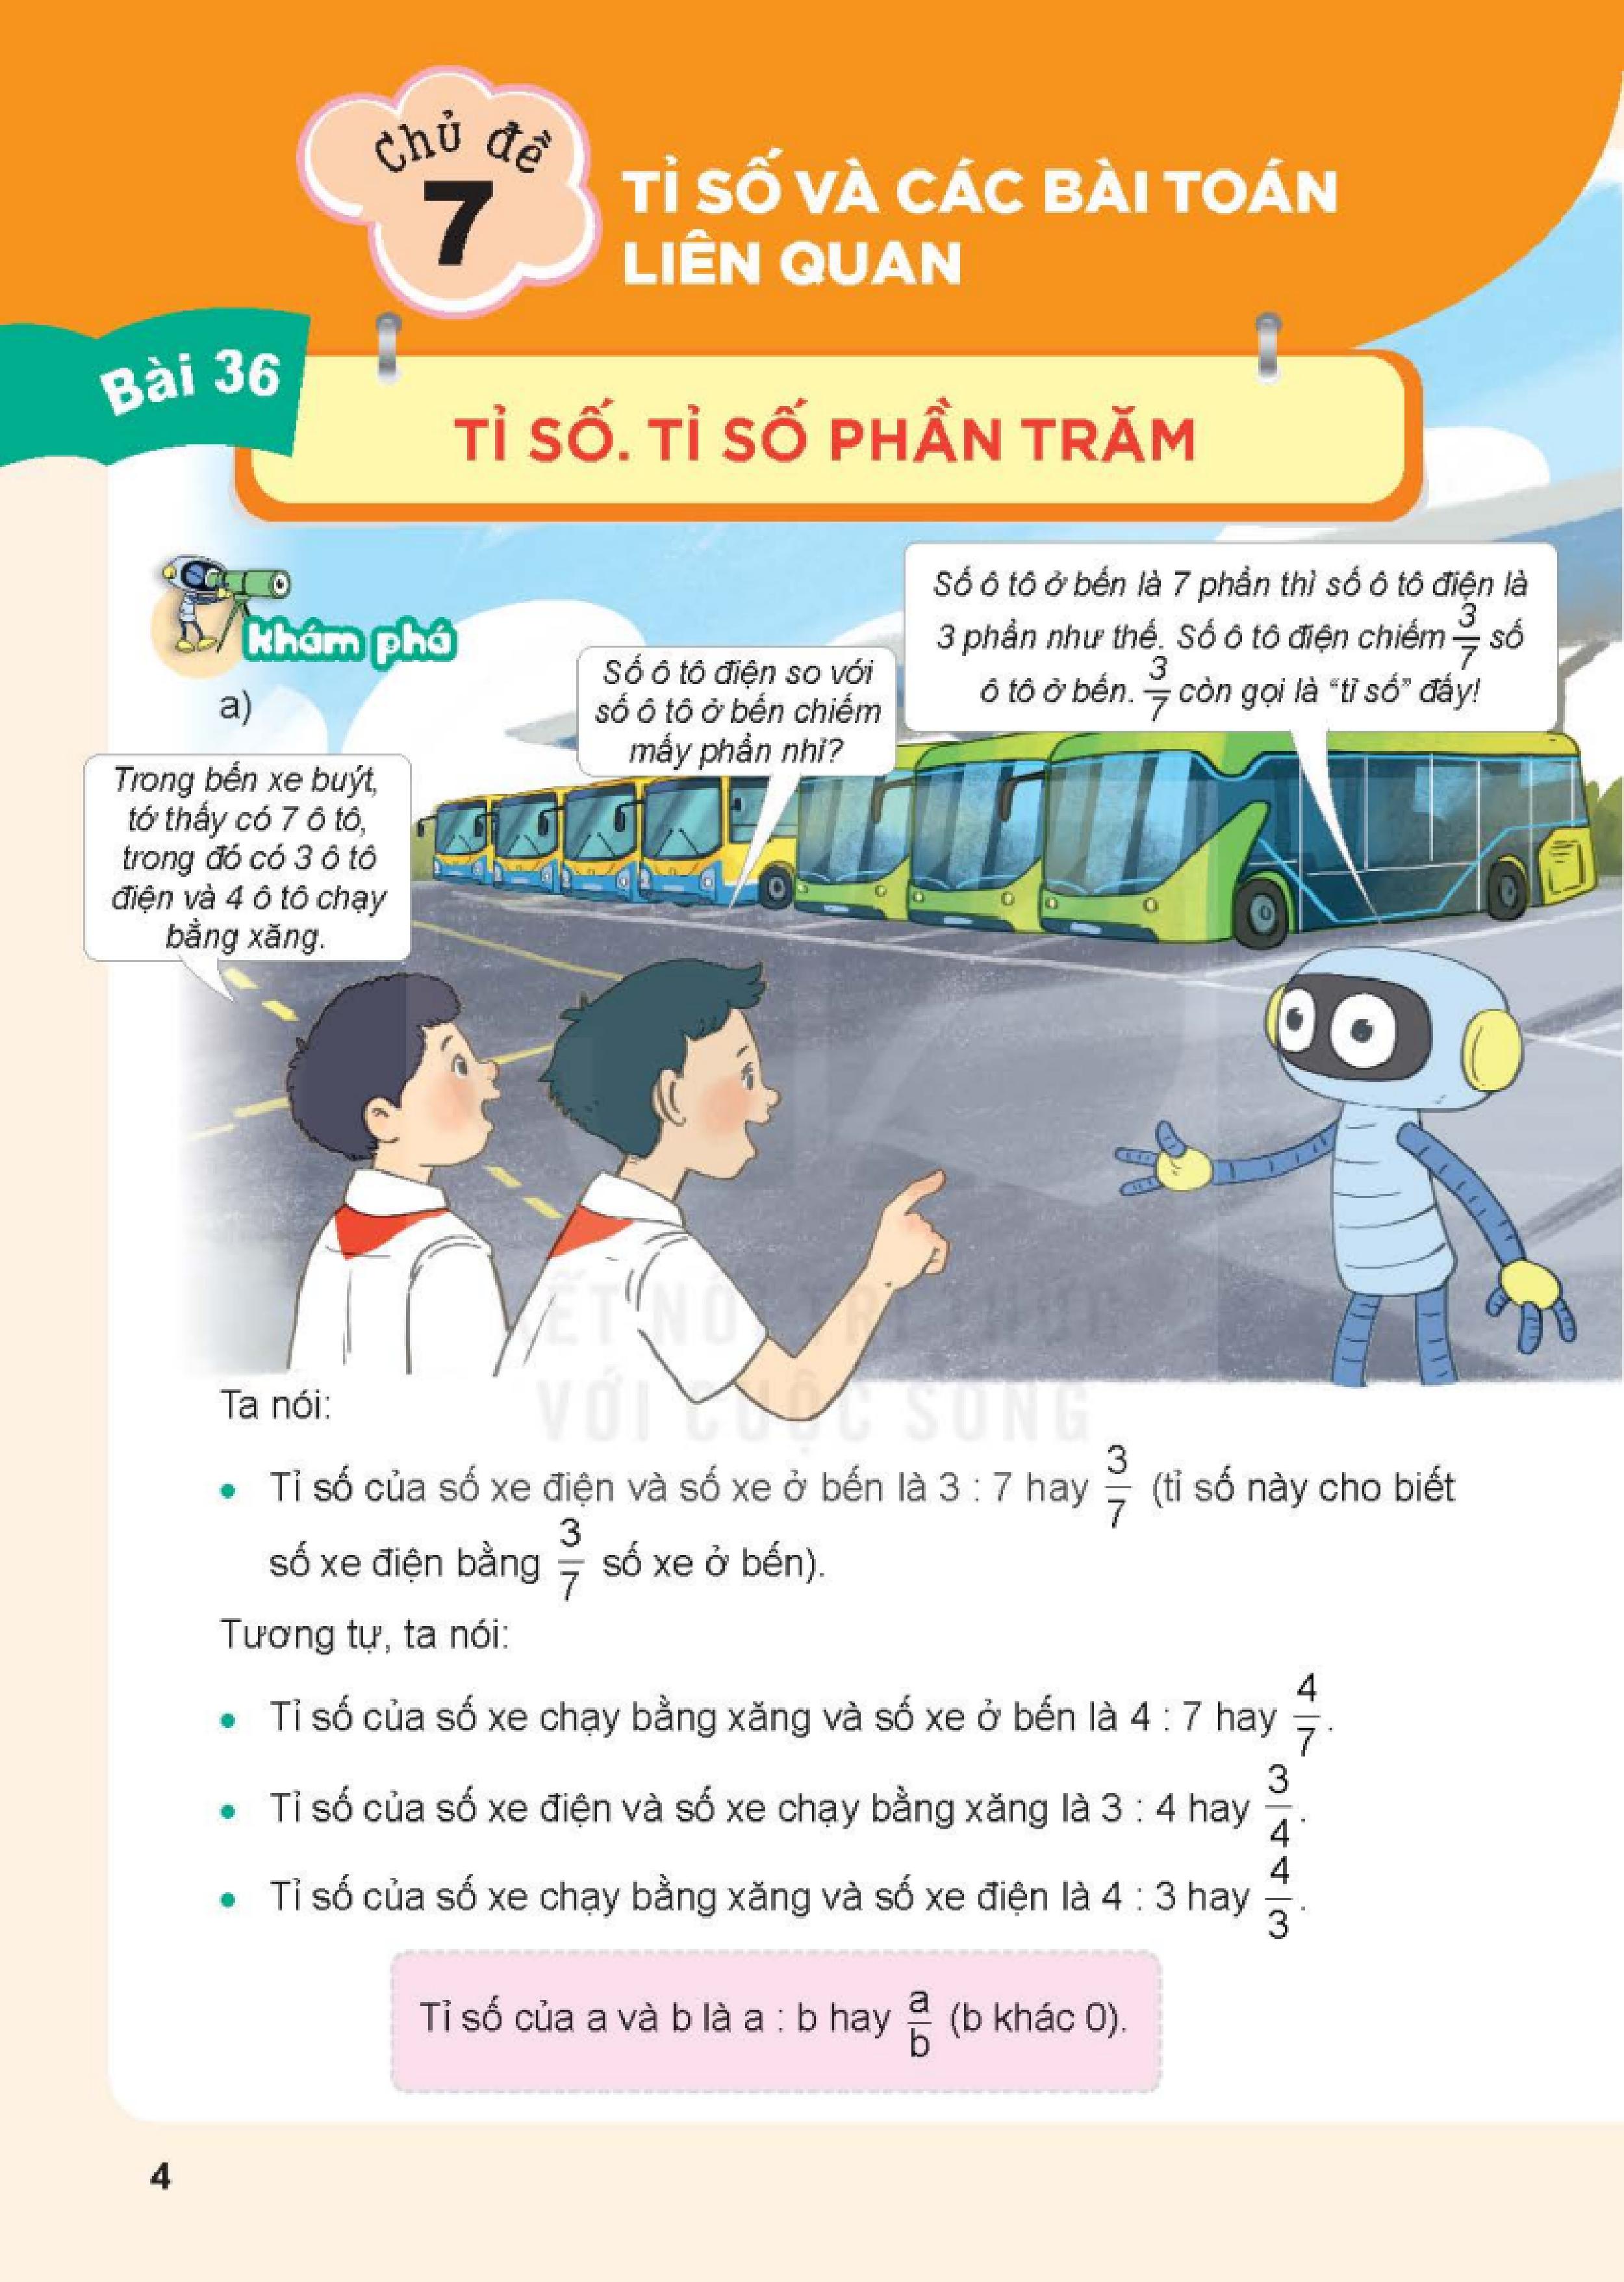 Chủ đề
7
TỈ SỐ VÀ CÁC BÀI TOÁN
LIÊN QUAN
Bài 36
TỈ SỐ. TỈ SỐ PHẦN TRĂM
Khám phá
a)
Trong bến xe buýt,
tớ thấy có 7 ô tô,
trong đó có 3 ô tô
điện và 4 ô tô chạy
bằng xăng.
Số ô tô điện so với
số ô tô ở bến chiếm
mấy phần nhỉ?
Số ô tô ở bến là 7 phần thì số ô tô điện là
3 phần như thế. Số ô tô điện chiếm 3/7 số
ô tô ở bến. 3/7 còn gọi là “tỉ số” đấy!
KẾT NỐI TRI THỨC
VỚI CUỘC SỐNG
Ta nói:
• Tỉ số của số xe điện và số xe ở bến là 3 : 7 hay 3/7 (tỉ số này cho biết
số xe điện bằng 3/7 số xe ở bến).
Tương tự, ta nói:
• Tỉ số của số xe chạy bằng xăng và số xe ở bến là 4 : 7 hay 4/7.
• Tỉ số của số xe điện và số xe chạy bằng xăng là 3 : 4 hay 3/4.
• Tỉ số của số xe chạy bằng xăng và số xe điện là 4 : 3 hay 4/3.
Tỉ số của a và b là a : b hay a/b (b khác 0).
4